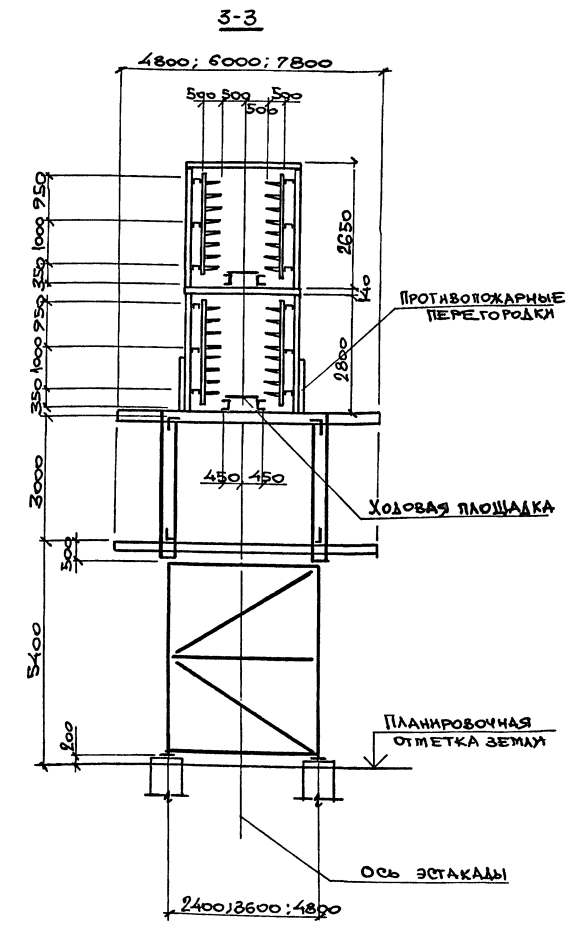 3-3
4800; 6000; 7800
500 500 500
500
950
1000
350
950
1000
350
2650
140
2800
ПРОТИВОПОЖАРНЫЕ
ПЕРЕГОРОДКИ
450 450
3000
ХОДОВАЯ ПЛОЩАДКА
500
5400
200
ПЛАНИРОВОЧНАЯ
ОТМЕТКА ЗЕМЛИ
ОСЬ ЭСТАКАДЫ
2400; 3600; 4800